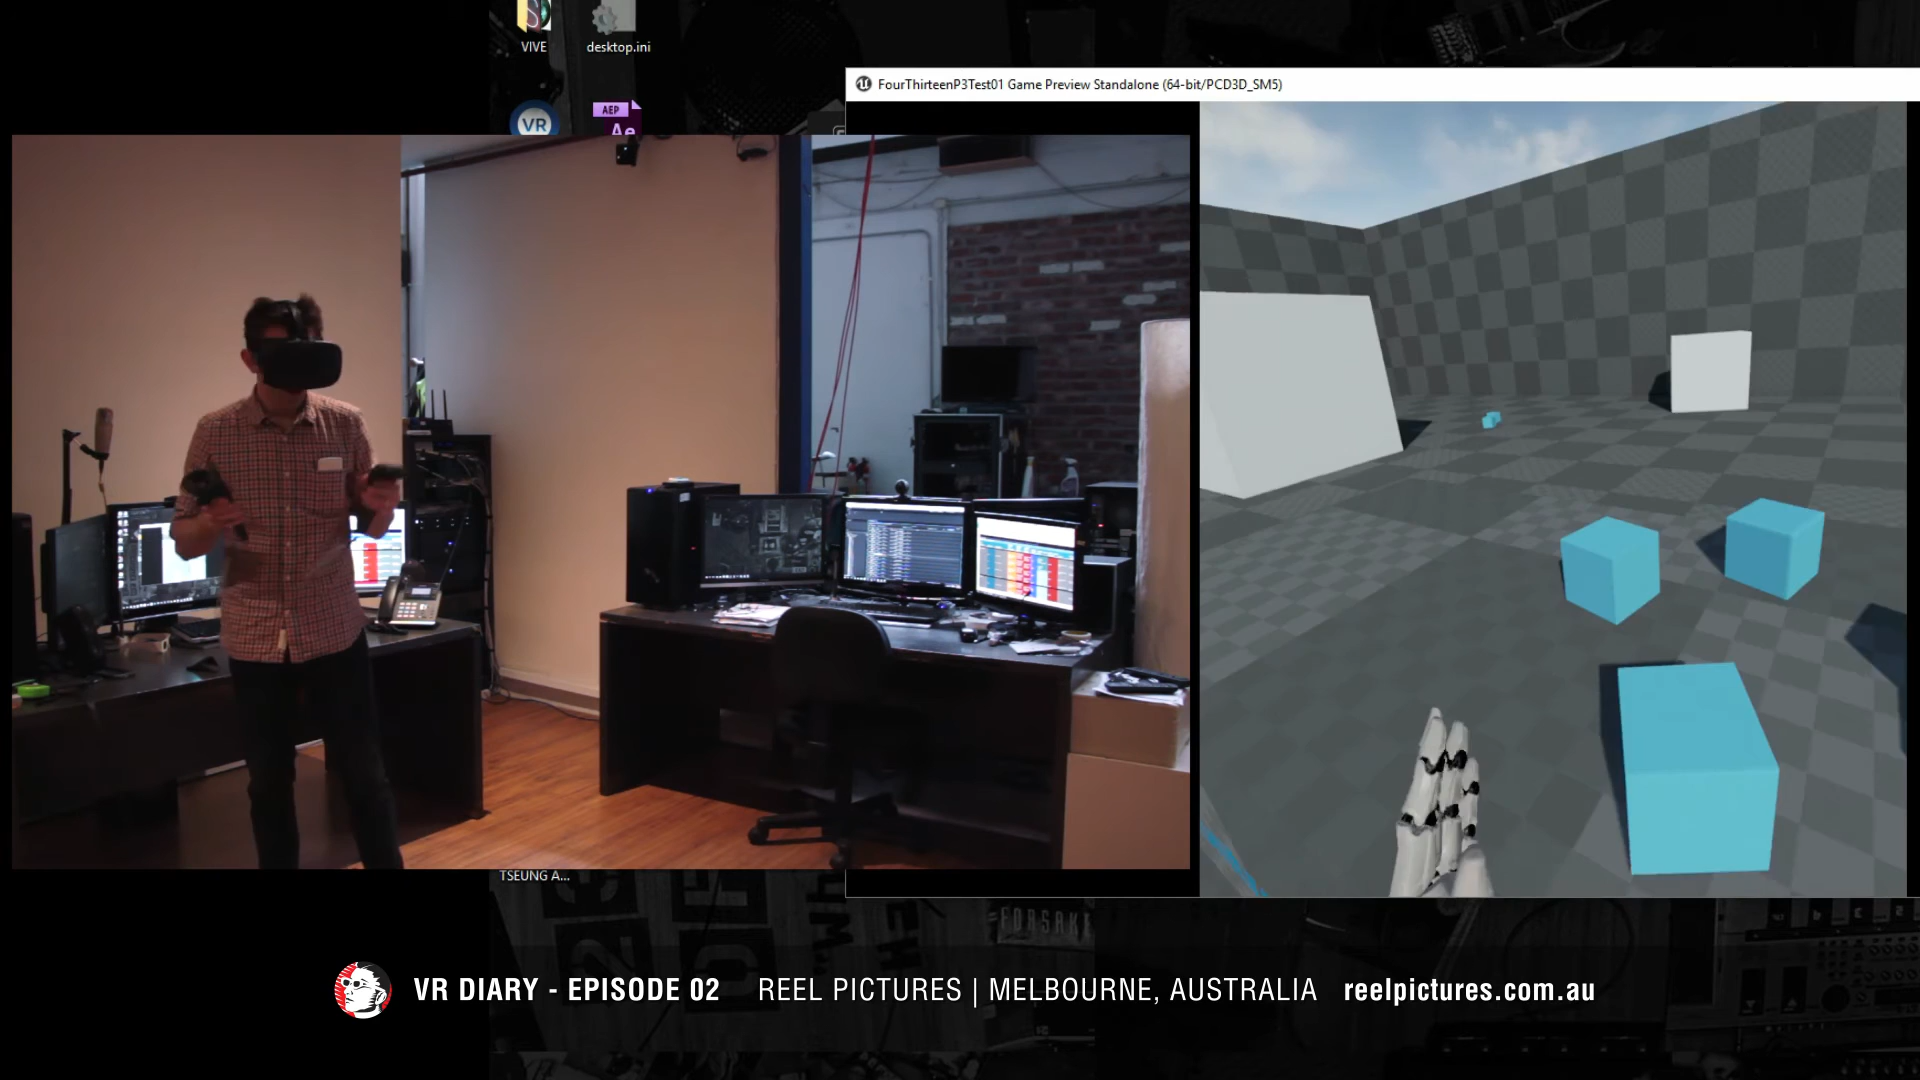 VIVE
desktop.ini
FourThirteenP3Test01 Game Preview Standalone (64-bit/PCD3D_SM5)
VR
AEP
Ae
TSEUNG A...
FORSAKE
VR DIARY - EPISODE 02 REEL PICTURES | MELBOURNE, AUSTRALIA reelpictures.com.au